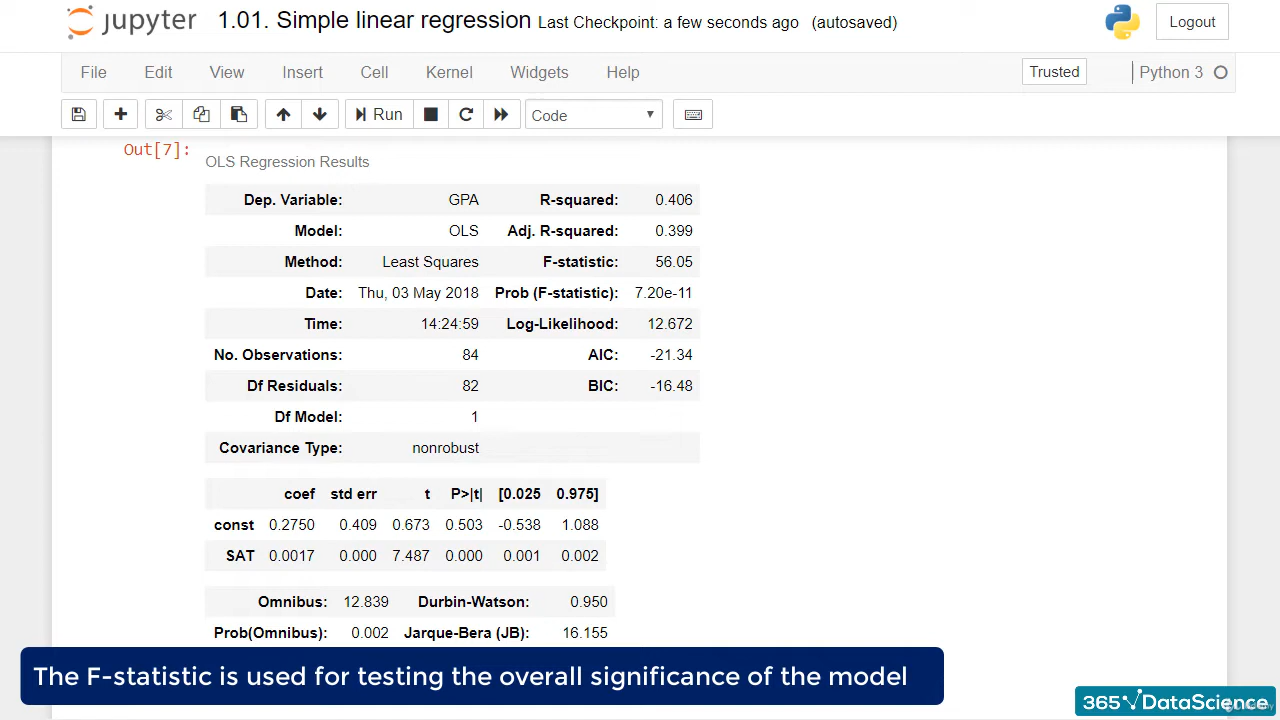 jupyter 1.01. Simple linear regression Last Checkpoint: a few seconds ago (autosaved) Logout
File Edit View Insert Cell Kernel Widgets Help Trusted Python 3
Run Code
Out[7]:
OLS Regression Results
Dep. Variable: GPA R-squared: 0.406
Model: OLS Adj. R-squared: 0.399
Method: Least Squares F-statistic: 56.05
Date: Thu, 03 May 2018 Prob (F-statistic): 7.20e-11
Time: 14:24:59 Log-Likelihood: 12.672
No. Observations: 84 AIC: -21.34
Df Residuals: 82 BIC: -16.48
Df Model: 1
Covariance Type: nonrobust
coef std err t P>|t| [0.025 0.975]
const 0.2750 0.409 0.673 0.503 -0.538 1.088
SAT 0.0017 0.000 7.487 0.000 0.001 0.002
Omnibus: 12.839 Durbin-Watson: 0.950
Prob(Omnibus): 0.002 Jarque-Bera (JB): 16.155
The F-statistic is used for testing the overall significance of the model
365 DataScience